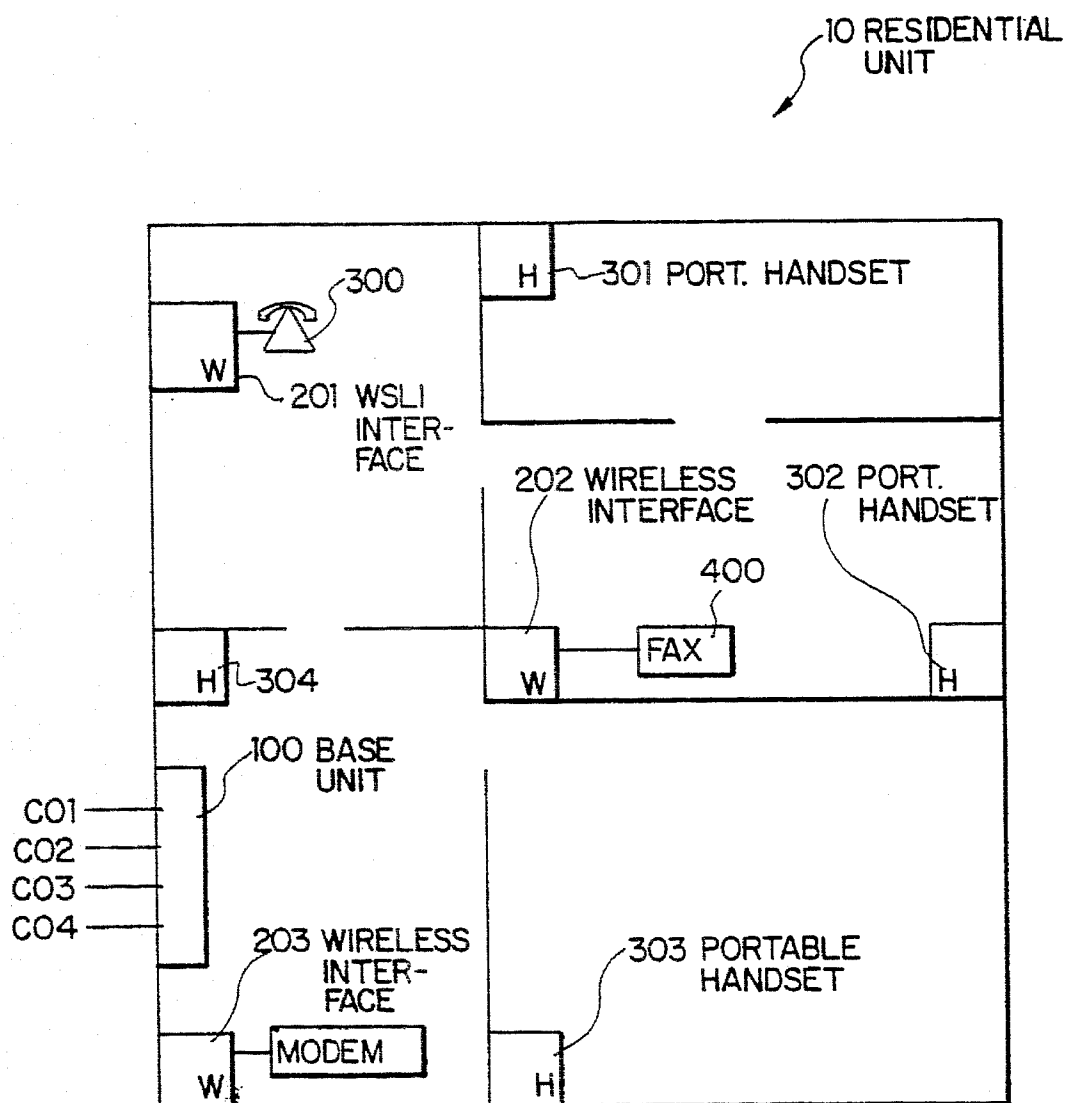 10 RESIDENTIAL
UNIT
H
301 PORT. HANDSET
300
W
201 WSLI
INTER-
FACE
202 WIRELESS
INTERFACE
302 PORT.
HANDSET
400
FAX
W
H
H
304
100 BASE
UNIT
CO1
CO2
CO3
CO4
203 WIRELESS
INTER-
FACE
MODEM
W
303 PORTABLE
HANDSET
H